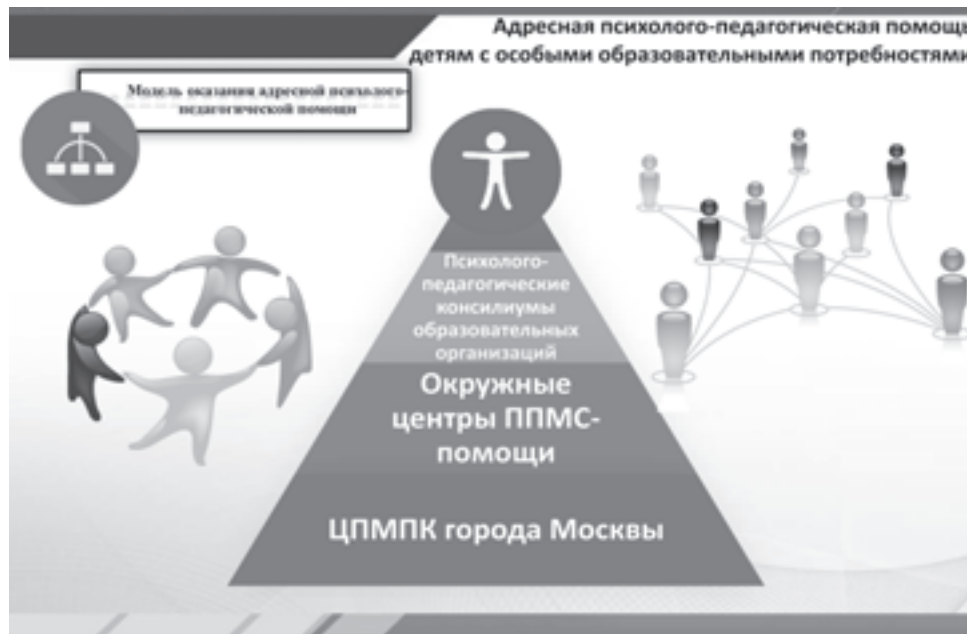 Адресная психолого-педагогическая помощь
детям с особыми образовательными потребностями
Модель оказания адресной психолого-
педагогической помощи
Психолого-
педагогические
консилиумы
образовательных
организаций
Окружные
центры ППМС-
помощи
ЦПМПК города Москвы